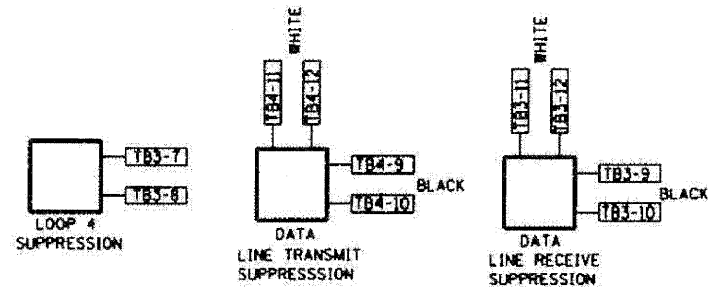 TB3-7
TB3-8
LOOP 4
SUPPRESSION
WHITE
TB4-11
TB4-12
TB4-9
TB4-10
BLACK
DATA
LINE TRANSMIT
SUPPRESSSION
WHITE
TB3-11
TB3-12
TB3-9
TB3-10
BLACK
DATA
LINE RECEIVE
SUPPRESSION